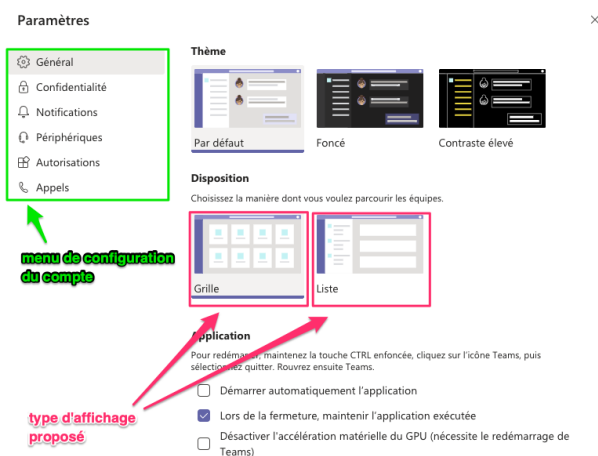 Paramètres
Général
Confidentialité
Notifications
Périphériques
Autorisations
Appels
menu de configuration
du compte
Thème
Par défaut
Foncé
Contraste élevé
Disposition
Choisissez la manière dont vous voulez parcourir les équipes.
Grille
Liste
Application
Pour redémarrer, maintenez la touche CTRL enfoncée, cliquez sur l'icône Teams, puis
sélectionnez quitter. Rouvrez ensuite Teams.
Démarrer automatiquement l'application
Lors de la fermeture, maintenir l'application exécutée
Désactiver l'accélération matérielle du GPU (nécessite le redémarrage de
Teams)
type d'affichage
proposé